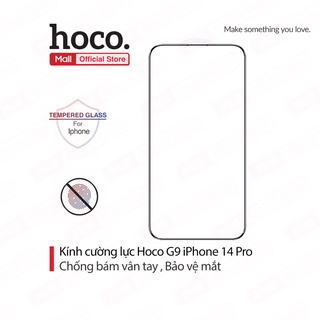 hoco.
Make something you love.
Mall | Official Store
TEMPERED GLASS
For
Iphone
Kính cường lực Hoco G9 iPhone 14 Pro
Chống bám vân tay , Bảo vệ mắt